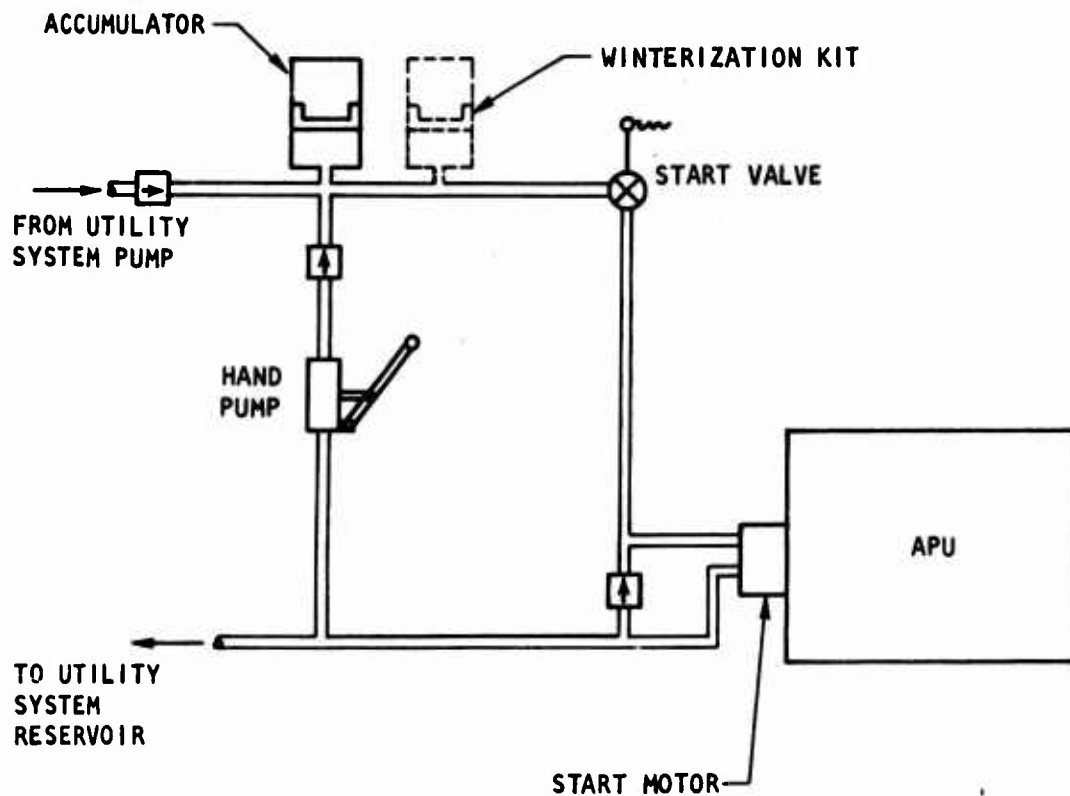 ACCUMULATOR
WINTERIZATION KIT
START VALVE
FROM UTILITY
SYSTEM PUMP
HAND
PUMP
APU
TO UTILITY
SYSTEM
RESERVOIR
START MOTOR